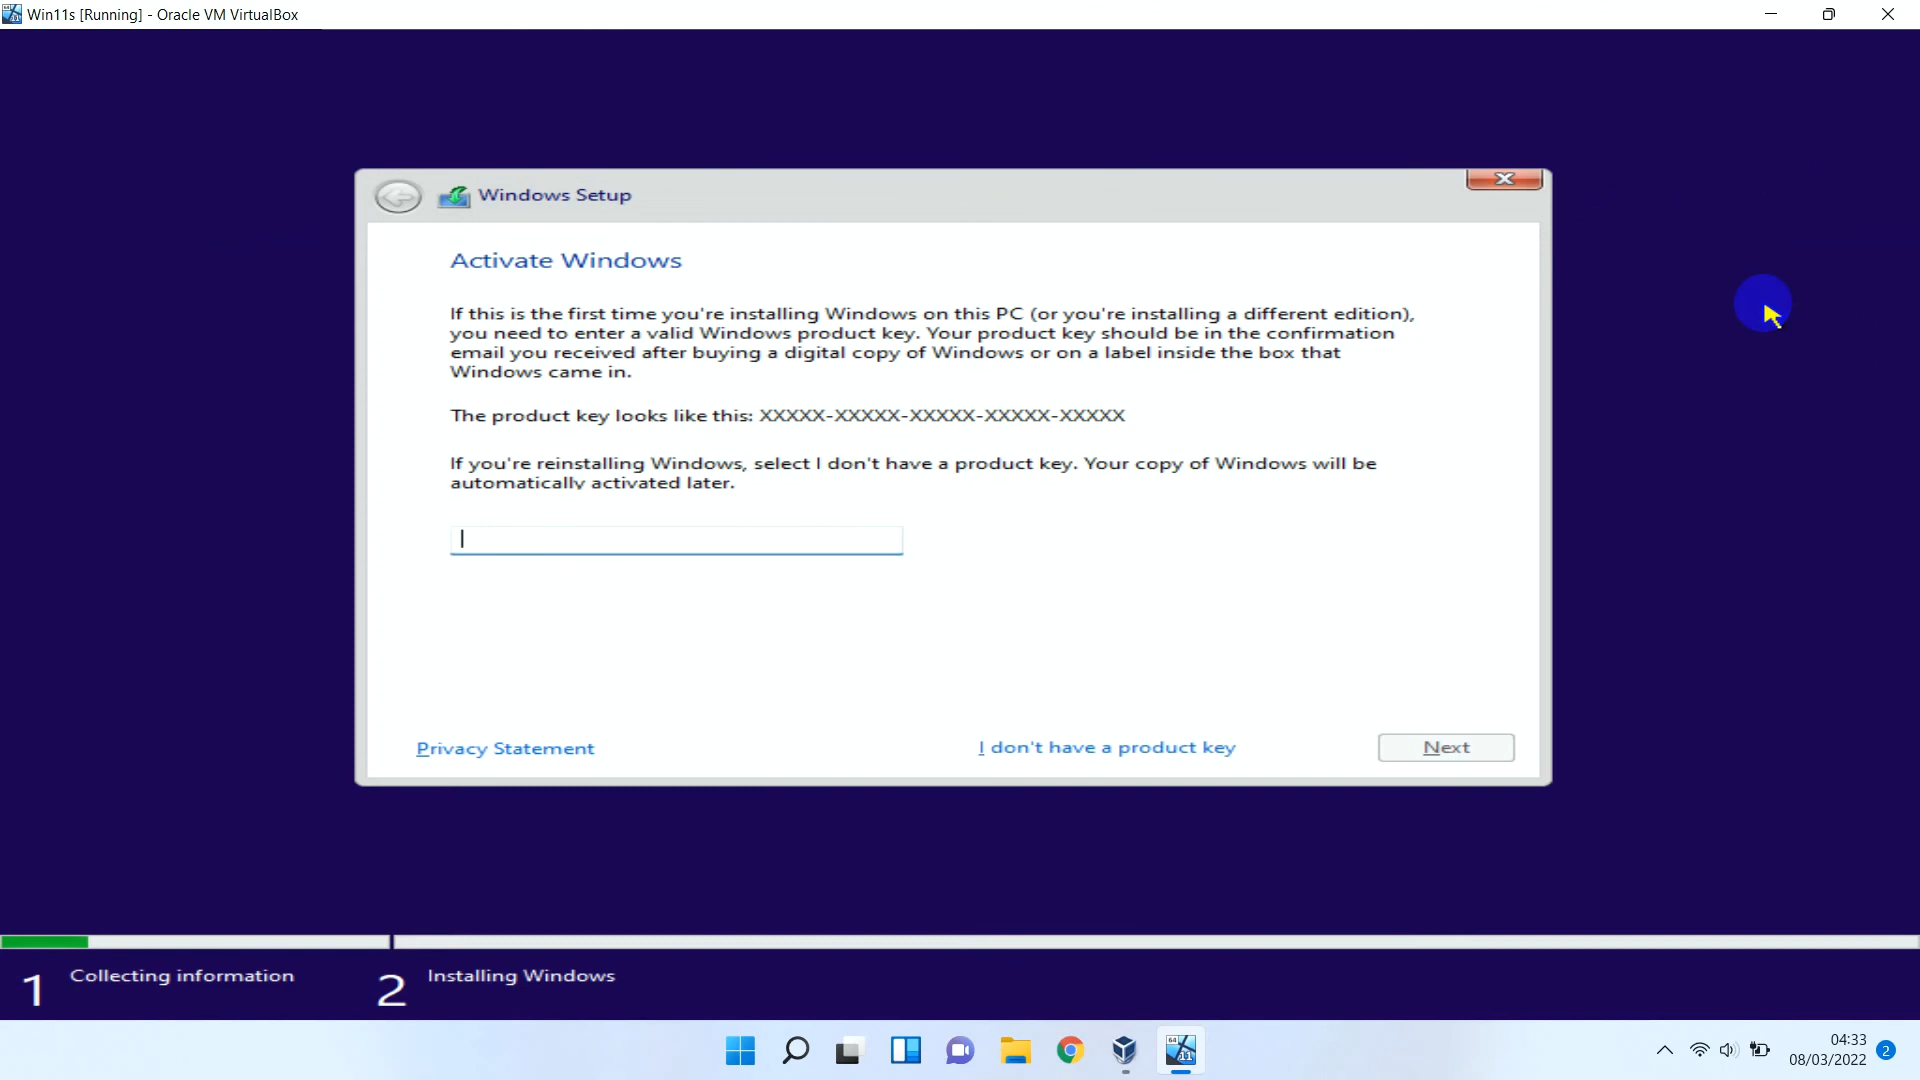 Win11s [Running] - Oracle VM VirtualBox
Windows Setup
Activate Windows
If this is the first time you're installing Windows on this PC (or you're installing a different edition),
you need to enter a valid Windows product key. Your product key should be in the confirmation
email you received after buying a digital copy of Windows or on a label inside the box that
Windows came in.
The product key looks like this: XXXXX-XXXXX-XXXXX-XXXXX-XXXXX
If you're reinstalling Windows, select I don't have a product key. Your copy of Windows will be
automatically activated later.
Privacy Statement
I don't have a product key
Next
1 Collecting information
2 Installing Windows
64
11
04:33
08/03/2022
2